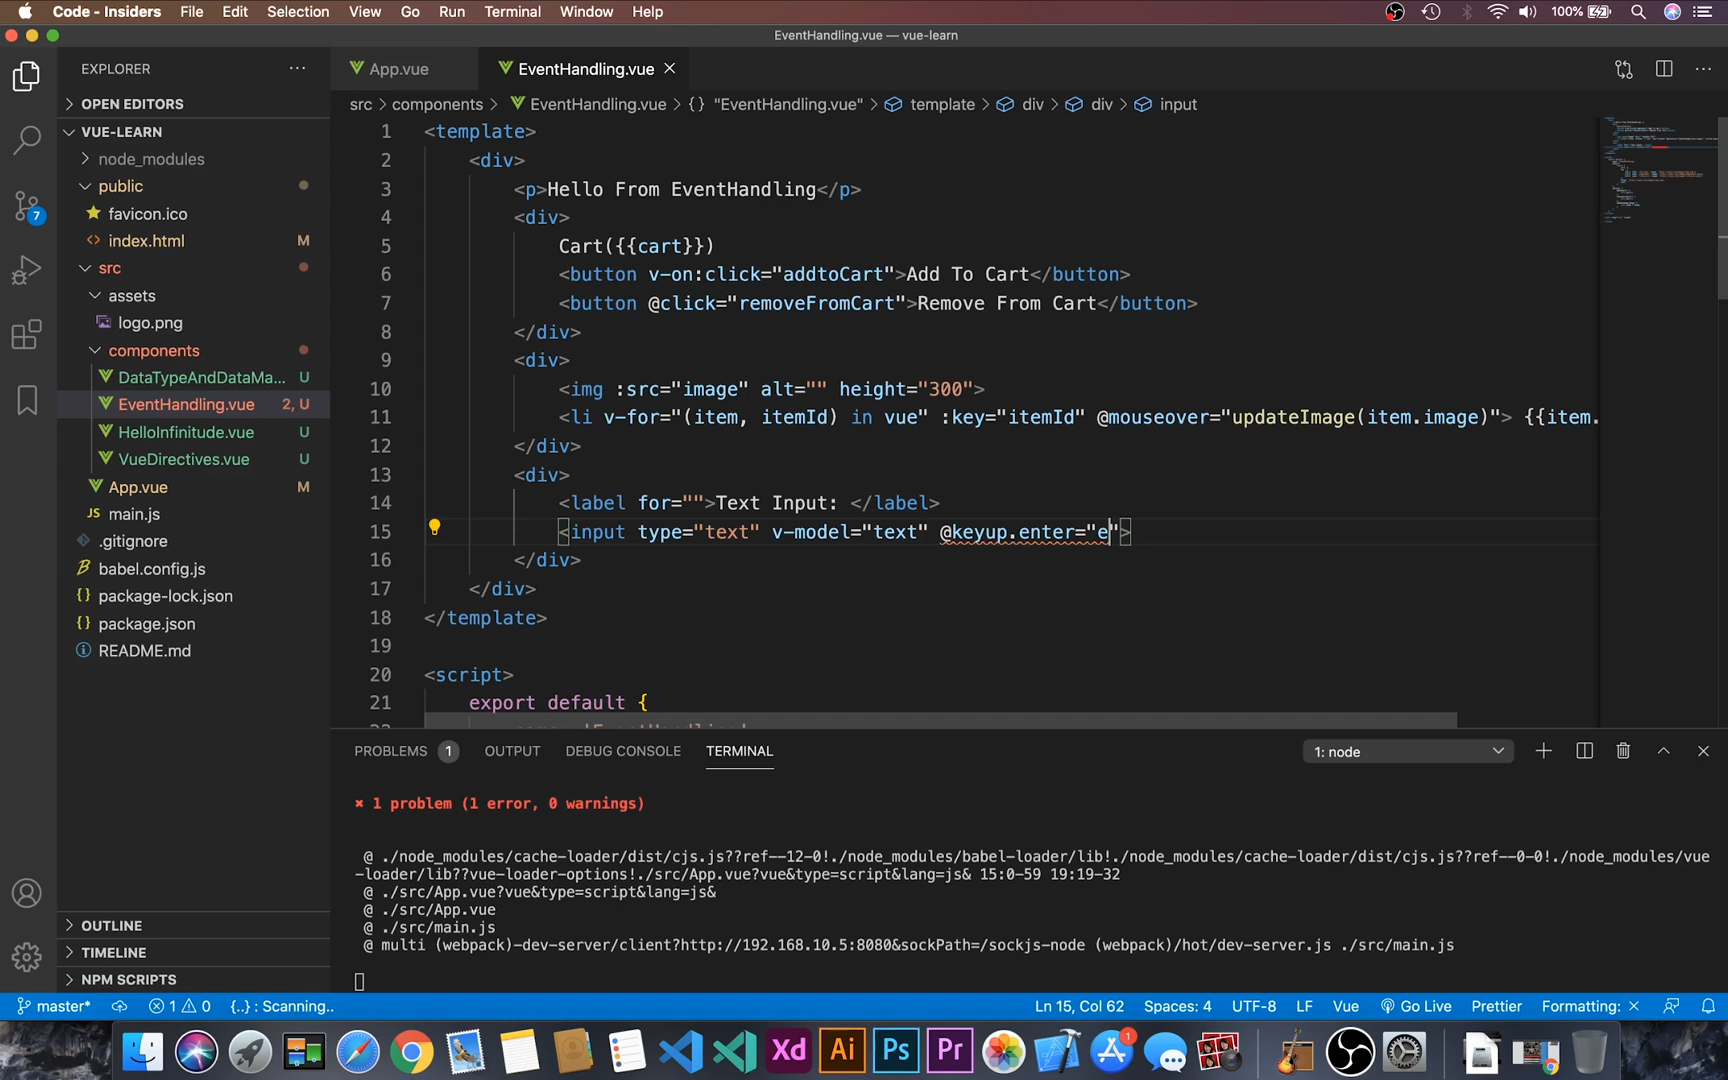 Code - Insiders File Edit Selection View Go Run Terminal Window Help 100%
EventHandling.vue — vue-learn
EXPLORER
App.vue EventHandling.vue
src > components > EventHandling.vue > {} "EventHandling.vue" > template > div > div > input
OPEN EDITORS
VUE-LEARN
node_modules
public
favicon.ico
index.html M
src
assets
logo.png
components
DataTypeAndDataMa... U
EventHandling.vue 2, U
HelloInfinitude.vue U
VueDirectives.vue U
App.vue M
JS main.js
.gitignore
babel.config.js
{} package-lock.json
{} package.json
README.md
OUTLINE
TIMELINE
NPM SCRIPTS
7
1 <template>
2 <div>
3 <p>Hello From EventHandling</p>
4 <div>
5 Cart({{cart}})
6 <button v-on:click="addtoCart">Add To Cart</button>
7 <button @click="removeFromCart">Remove From Cart</button>
8 </div>
9 <div>
10 <img :src="image" alt="" height="300">
11 <li v-for="(item, itemId) in vue" :key="itemId" @mouseover="updateImage(item.image)"> {{item.
12 </div>
13 <div>
14 <label for="">Text Input: </label>
15 <input type="text" v-model="text" @keyup.enter="e">
16 </div>
17 </div>
18 </template>
19
20 <script>
21 export default {
PROBLEMS 1 OUTPUT DEBUG CONSOLE TERMINAL 1: node
✖ 1 problem (1 error, 0 warnings)
@ ./node_modules/cache-loader/dist/cjs.js??ref--12-0!./node_modules/babel-loader/lib!./node_modules/cache-loader/dist/cjs.js??ref--0-0!./node_modules/vue
-loader/lib??vue-loader-options!./src/App.vue?vue&type=script&lang=js& 15:0-59 19:19-32
@ ./src/App.vue?vue&type=script&lang=js&
@ ./src/App.vue
@ ./src/main.js
@ multi (webpack)-dev-server/client?http://192.168.10.5:8080&sockPath=/sockjs-node (webpack)/hot/dev-server.js ./src/main.js
master* 1 0 {..} : Scanning.. Ln 15, Col 62 Spaces: 4 UTF-8 LF Vue Go Live Prettier Formatting: ×
Xd Ai Ps Pr 1